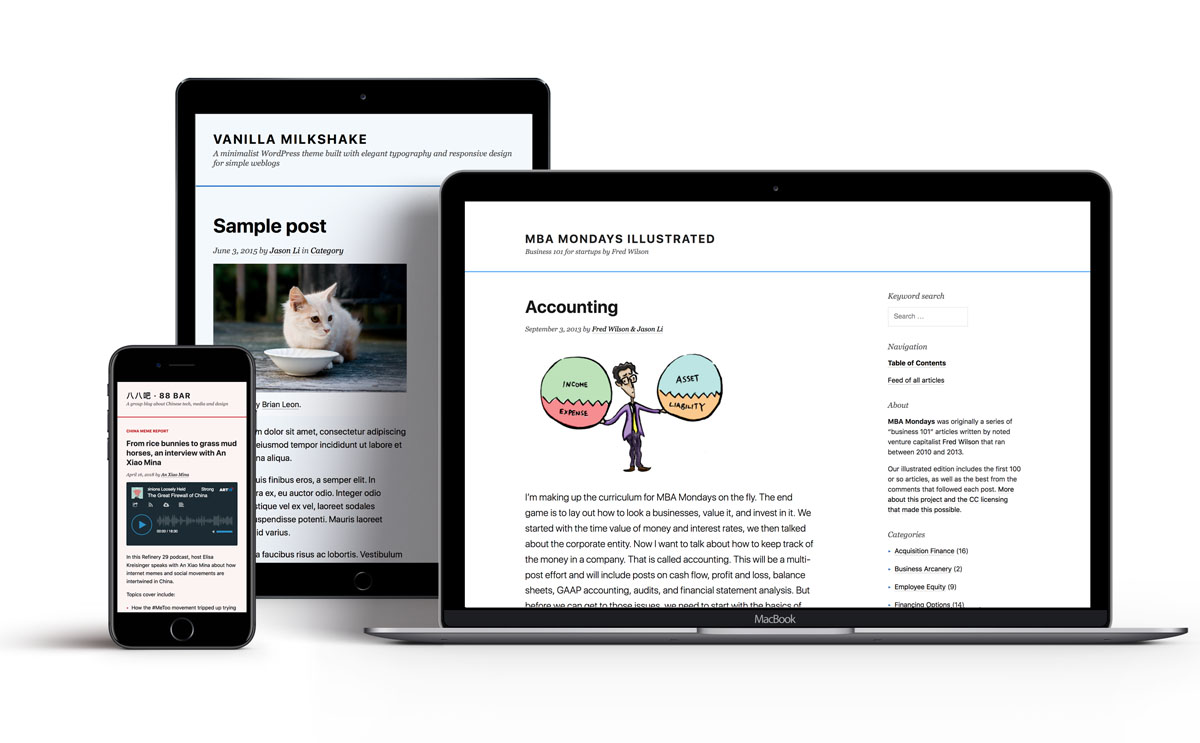 VANILLA MILKSHAKE
A minimalist WordPress theme built with elegant typography and responsive design
for simple weblogs
Sample post
June 3, 2015 by Jason Li in Category
by Brian Leon.
dolor sit amet, consectetur adipiscing
eiusmod tempor incididunt ut labore et
na aliqua.
uis finibus eros, a semper elit. In
ra ex, eu auctor odio. Integer odio
stique vel ex vel, laoreet sodales
uspendisse potenti. Mauris laoreet
id varius.
a faucibus risus ac lobortis. Vestibulum
八八吧 · 88 BAR
A group blog about Chinese tech, media and design
CHINA MEME REPORT
From rice bunnies to grass mud
horses, an interview with An
Xiao Mina
April 16, 2018 by An Xiao Mina
Jinions Loosely Held
Strong
ART
The Great Firewall of China
00:00 / 18:00
In this Refinery 29 podcast, host Elisa
Kreisinger speaks with An Xiao Mina about how
internet memes and social movements are
intertwined in China.
Topics cover include:
• How the #MeToo movement tripped up trying
MBA MONDAYS ILLUSTRATED
Business 101 for startups by Fred Wilson
Accounting
September 3, 2013 by Fred Wilson & Jason Li
INCOME
EXPENSE
ASSET
LIABILITY
I'm making up the curriculum for MBA Mondays on the fly. The end
game is to lay out how to look a businesses, value it, and invest in it. We
started with the time value of money and interest rates, we then talked
about the corporate entity. Now I want to talk about how to keep track of
the money in a company. That is called accounting. This will be a multi-
post effort and will include posts on cash flow, profit and loss, balance
sheets, GAAP accounting, audits, and financial statement analysis. But
before we can get to those issues, we need to start with the basics of
Keyword search
Search …
Navigation
Table of Contents
Feed of all articles
About
MBA Mondays was originally a series of
"business 101" articles written by noted
venture capitalist Fred Wilson that ran
between 2010 and 2013.
Our illustrated edition includes the first 100
or so articles, as well as the best from the
comments that followed each post. More
about this project and the CC licensing
that made this possible.
Categories
• Acquisition Finance (16)
• Business Arcanery (2)
• Employee Equity (9)
• Financing Options (14)
MacBook